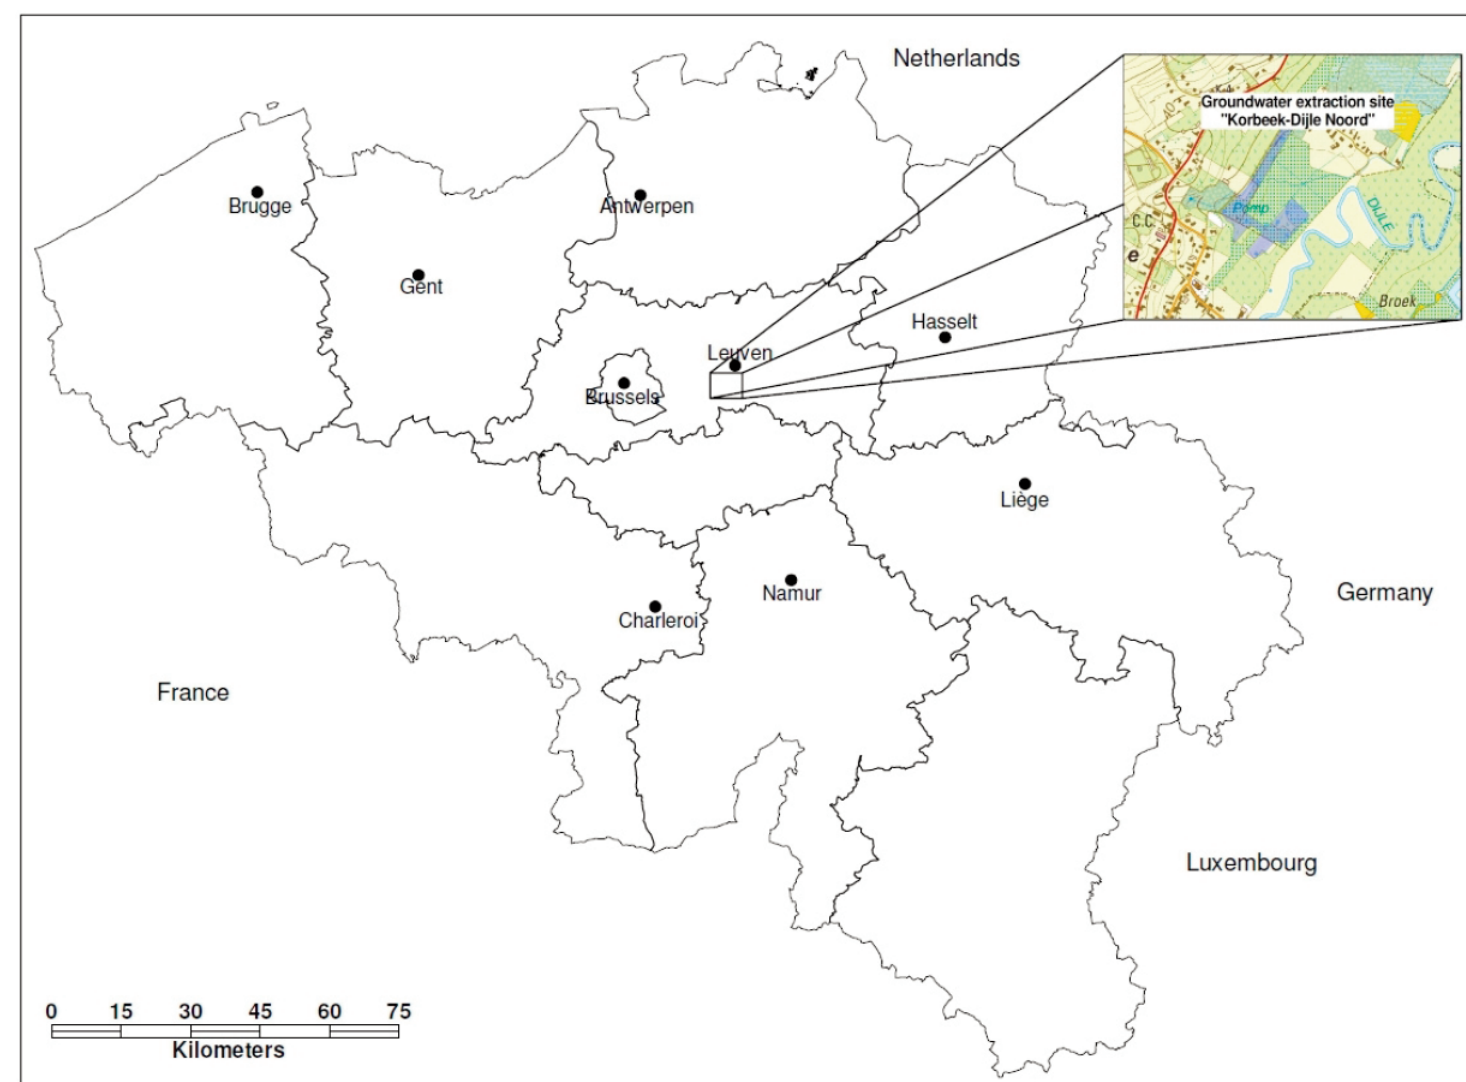 Netherlands
Groundwater extraction site
"Korbeek-Dijle Noord"
Brugge
Antwerpen
Pomp
DIJLE
C.C.
e
Gent
Broek
Hasselt
Leuven
Brussels
Liège
Namur
Germany
Charleroi
France
Luxembourg
0 15 30 45 60 75
Kilometers